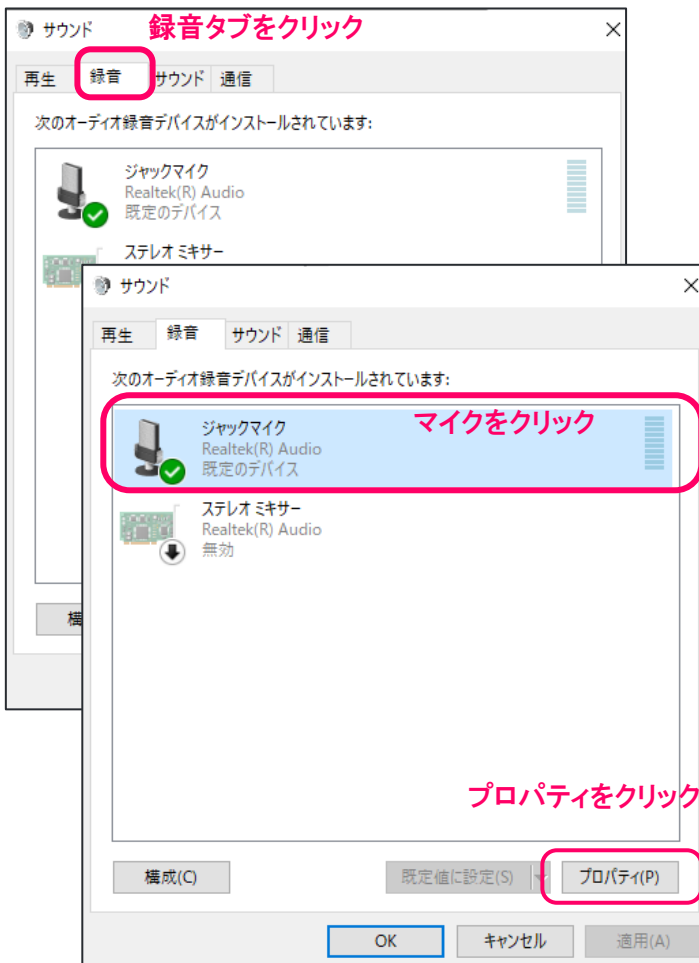 サウンド
録音タブをクリック
再生 録音 サウンド 通信
次のオーディオ録音デバイスがインストールされています:
ジャックマイク
Realtek(R) Audio
既定のデバイス
ステレオ ミキサー
サウンド
再生 録音 サウンド 通信
次のオーディオ録音デバイスがインストールされています:
マイクをクリック
ジャックマイク
Realtek(R) Audio
既定のデバイス
ステレオ ミキサー
Realtek(R) Audio
無効
プロパティをクリック
構成(C) 既定値に設定(S) プロパティ(P)
OK キャンセル 適用(A)